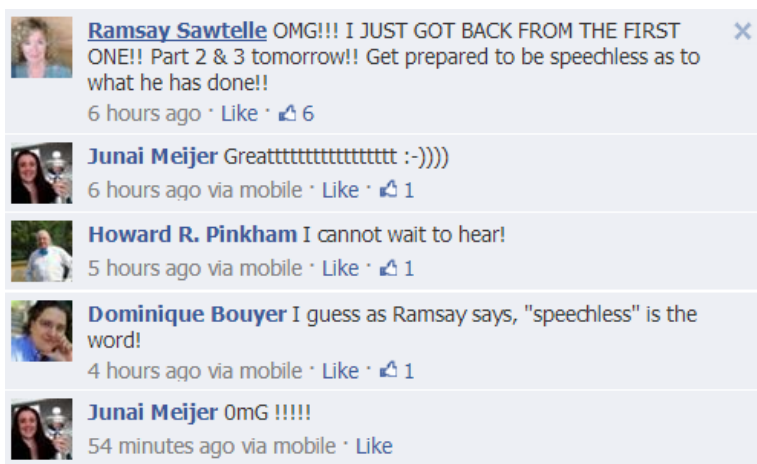 Ramsay Sawtelle OMG!!! I JUST GOT BACK FROM THE FIRST
ONE!! Part 2 & 3 tomorrow!! Get prepared to be speechless as to
what he has done!!
6 hours ago · Like · 6
Junai Meijer Greattttttttttttttttttt :-))))
6 hours ago via mobile · Like · 1
Howard R. Pinkham I cannot wait to hear!
5 hours ago via mobile · Like · 1
Dominique Bouyer I guess as Ramsay says, "speechless" is the
word!
4 hours ago via mobile · Like · 1
Junai Meijer 0mG !!!!!
54 minutes ago via mobile · Like